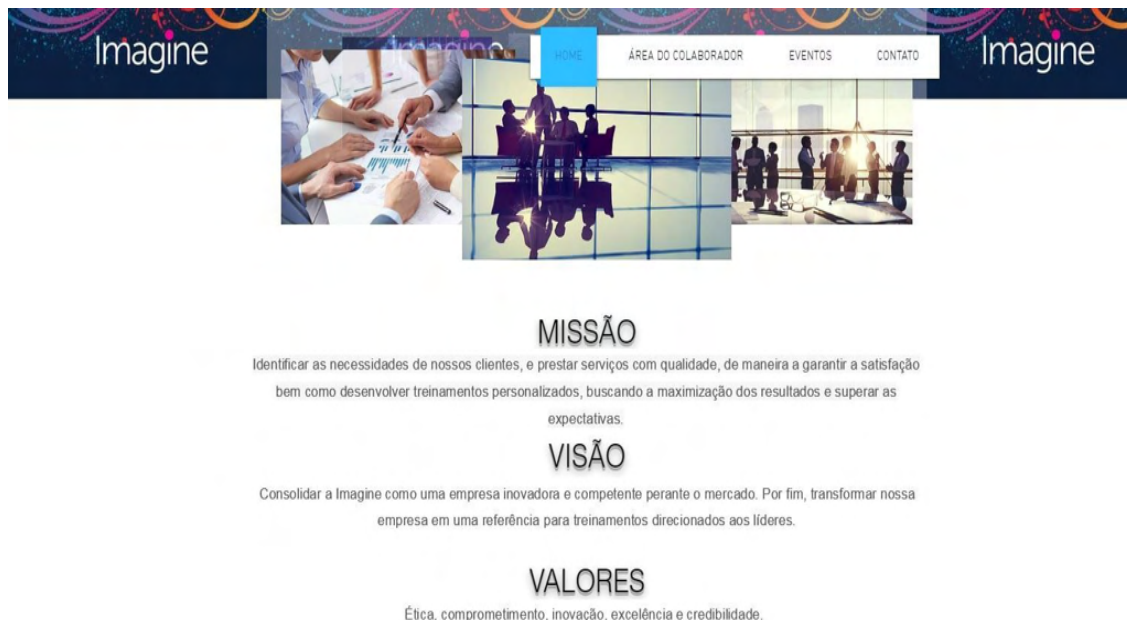 Imagine
Imagine
HOME ÁREA DO COLABORADOR EVENTOS CONTATO
Imagine
MISSÃO
Identificar as necessidades de nossos clientes, e prestar serviços com qualidade, de maneira a garantir a satisfação
bem como desenvolver treinamentos personalizados, buscando a maximização dos resultados e superar as
expectativas.
VISÃO
Consolidar a Imagine como uma empresa inovadora e competente perante o mercado. Por fim, transformar nossa
empresa em uma referência para treinamentos direcionados aos líderes.
VALORES
Ética, comprometimento, inovação, excelência e credibilidade.